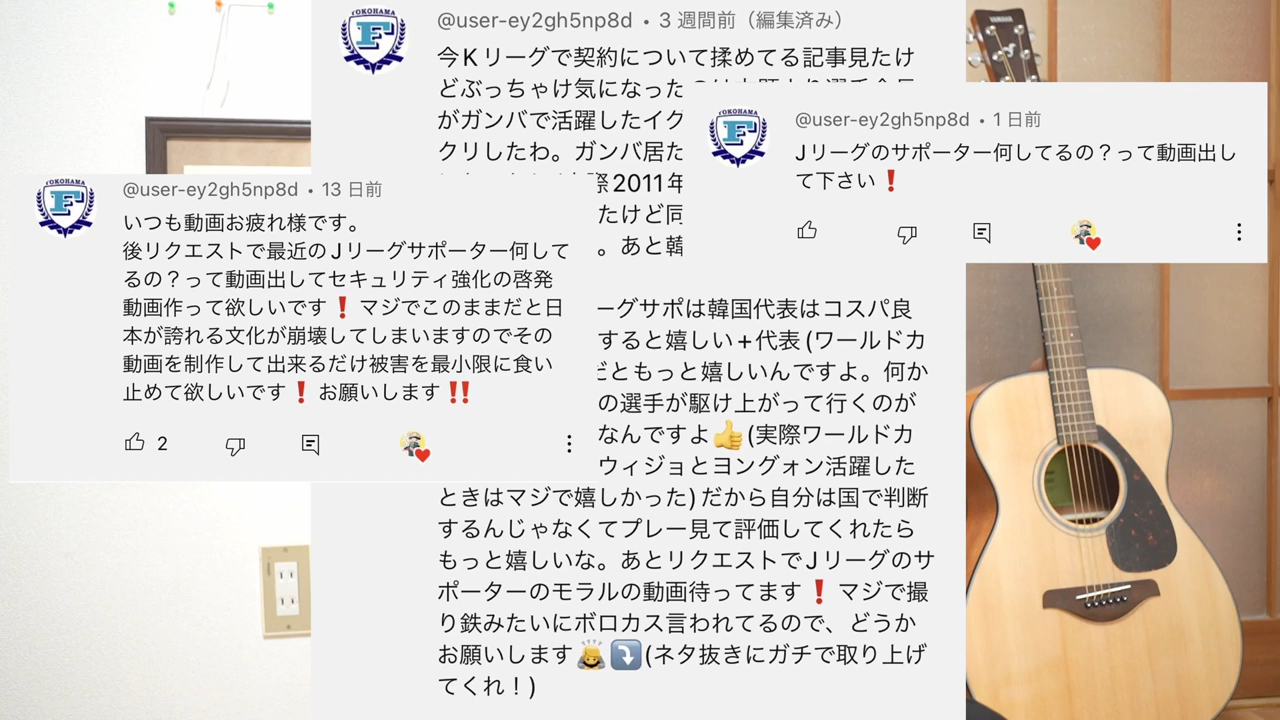 @user-ey2gh5np8d • 3 週間前（編集済み）
今Kリーグで契約について揉めてる記事見たけ
どぶっちゃけ気になった
がガンバで活躍したイク
クリしたわ。ガンバ居た
際2011年
たけど同
。あと韓
ーグサポは韓国代表はコスパ良
すると嬉しい+代表(ワールドカ
ともっと嬉しいんですよ。何か
の選手が駆け上がって行くのが
なんですよ👍(実際ワールドカ
ウィジョとヨングォン活躍した
ときはマジで嬉しかった)だから自分は国で判断
するんじゃなくてプレー見て評価してくれたら
もっと嬉しいな。あとリクエストでJリーグのサ
ポーターのモラルの動画待ってます❗マジで撮
り鉄みたいにボロカス言われてるので、どうか
お願いします🙇⤵️(ネタ抜きにガチで取り上げ
てくれ！)
@user-ey2gh5np8d • 1 日前
Jリーグのサポーター何してるの？って動画出し
て下さい❗
@user-ey2gh5np8d • 13 日前
いつも動画お疲れ様です。
後リクエストで最近のJリーグサポーター何して
るの？って動画出してセキュリティ強化の啓発
動画作って欲しいです❗マジでこのままだと日
本が誇れる文化が崩壊してしまいますのでその
動画を制作して出来るだけ被害を最小限に食い
止めて欲しいです❗お願いします‼️
2
YOKOHAMA
F
YOKOHAMA
F
YOKOHAMA
F
YAMAHA